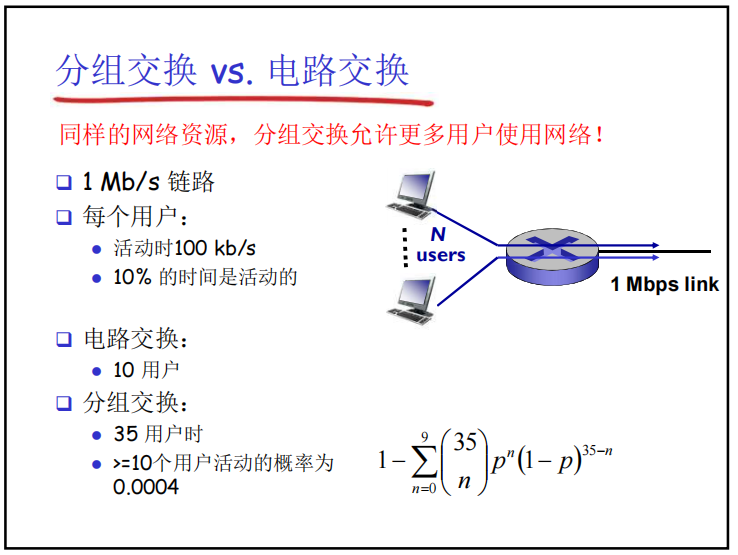 分组交换 vs. 电路交换
同样的网络资源，分组交换允许更多用户使用网络！
1 Mb/s 链路
每个用户：
活动时100 kb/s
10% 的时间是活动的
电路交换：
10 用户
分组交换：
35 用户时
>=10个用户活动的概率为
0.0004
N
users
1 Mbps link
1 − ∑_{n=0}^{9} \binom{35}{n} p^n (1 − p)^{35−n}